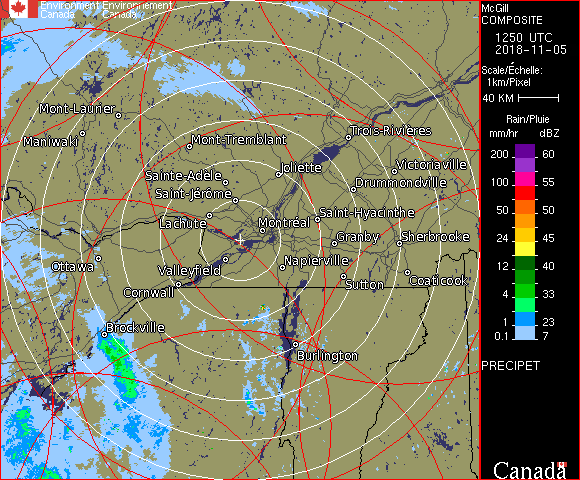 Environment Environnement
Canada Canada
McGill
COMPOSITE
1250 UTC
2018-11-05
Scale/Échelle:
1km/Pixel
40 KM
Rain/Pluie
mm/hr dBZ
200 60
150 57
100 55
50 50
24 45
12 40
4 33
1 23
0.1 7
PRECIPET
Canada
Mont-Laurier
Maniwaki
Mont-Tremblant
Trois-Rivières
Sainte-Adèle
Joliette
Victoriaville
Saint-Jérôme
Drummondville
Lachute
Montréal
Saint-Hyacinthe
Granby
Sherbrooke
Ottawa
Valleyfield
Napierville
Cornwall
Sutton
Coaticook
Brockville
Burlington